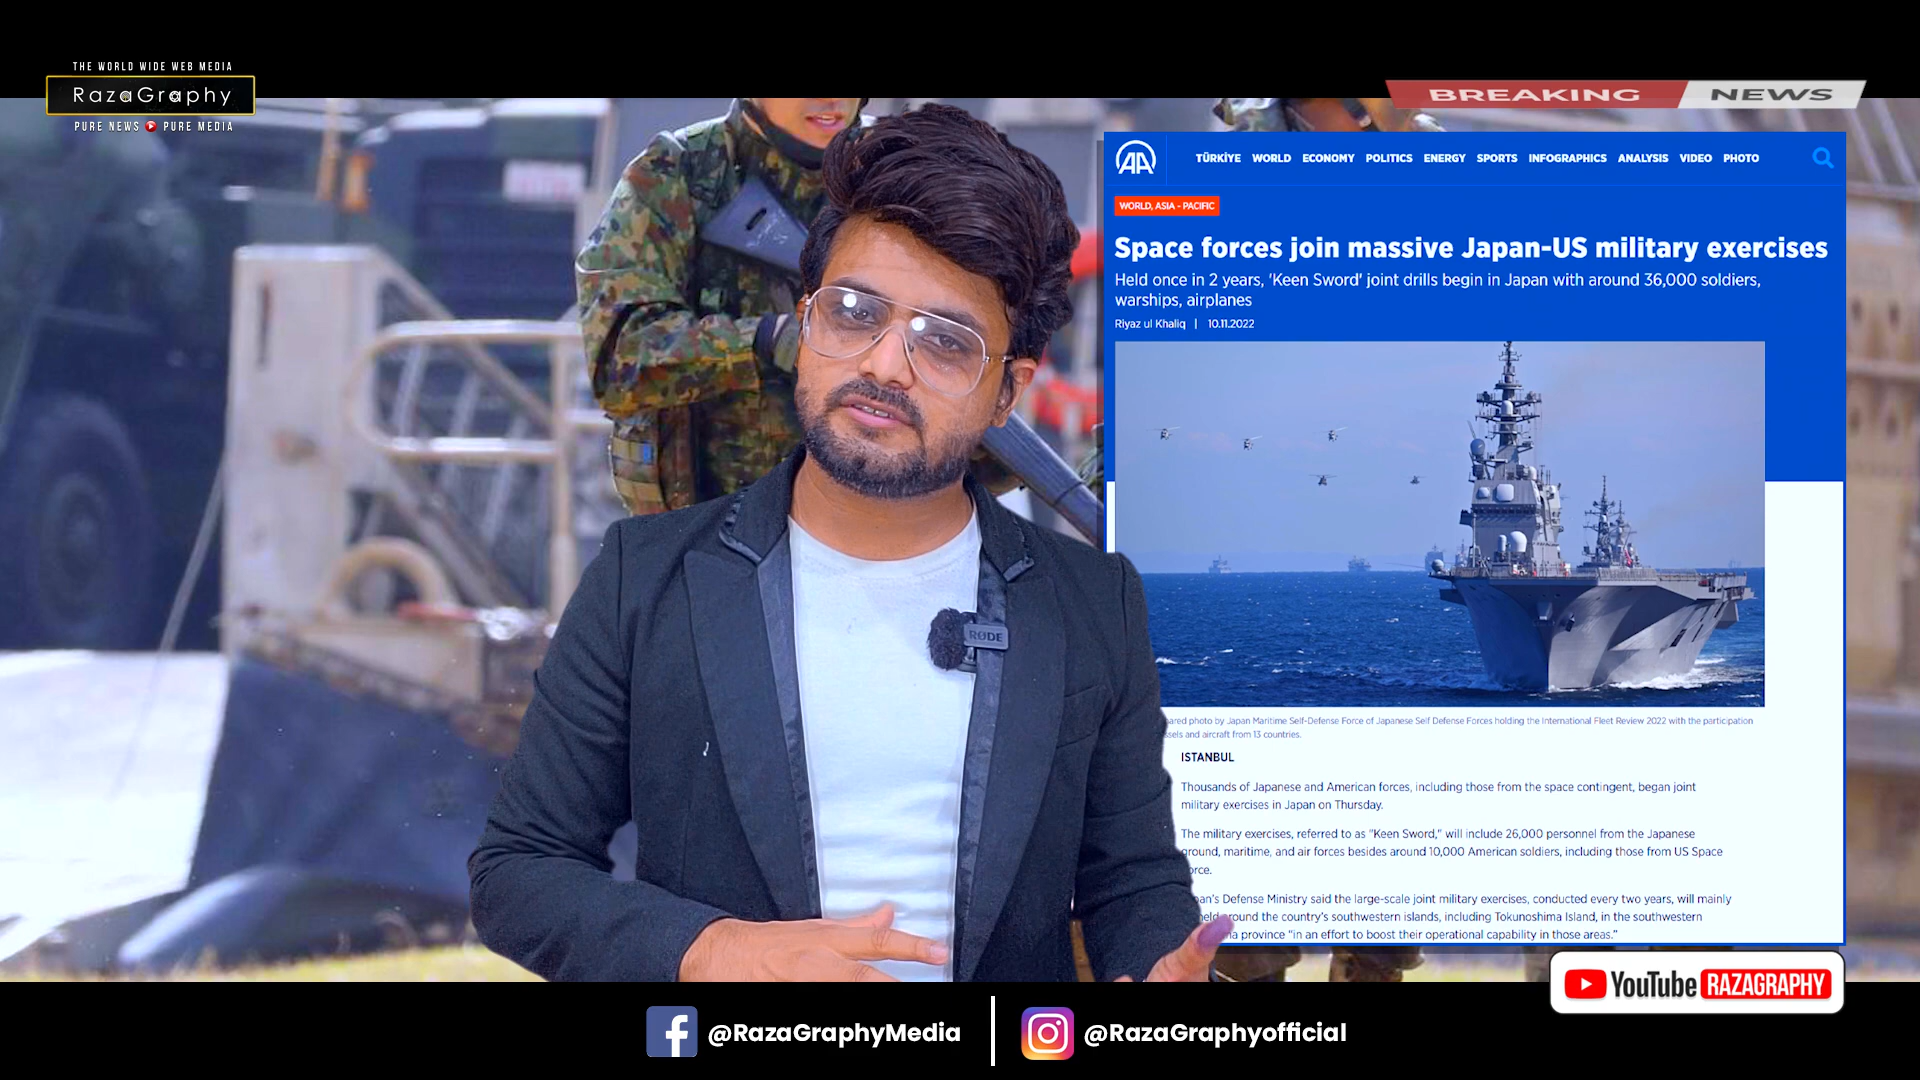 THE WORLD WIDE WEB MEDIA
RazaGraphy
PURE NEWS PURE MEDIA
BREAKING NEWS
AA
TÜRKİYE WORLD ECONOMY POLITICS ENERGY SPORTS INFOGRAPHICS ANALYSIS VIDEO PHOTO
WORLD, ASIA - PACIFIC
Space forces join massive Japan-US military exercises
Held once in 2 years, 'Keen Sword' joint drills begin in Japan with around 36,000 soldiers,
warships, airplanes
Riyaz ul Khaliq | 10.11.2022
photo by Japan Maritime Self-Defense Force of Japanese Self Defense Forces holding the International Fleet Review 2022 with the participation
and aircraft from 13 countries.
ISTANBUL
Thousands of Japanese and American forces, including those from the space contingent, began joint
military exercises in Japan on Thursday.
The military exercises, referred to as "Keen Sword," will include 26,000 personnel from the Japanese
ground, maritime, and air forces besides around 10,000 American soldiers, including those from US Space
Defense Ministry said the large-scale joint military exercises, conducted every two years, will mainly
held around the country's southwestern islands, including Tokunoshima Island, in the southwestern
province "in an effort to boost their operational capability in those areas."
RØDE
YouTube RAZAGRAPHY
@RazaGraphyMedia
@RazaGraphyofficial